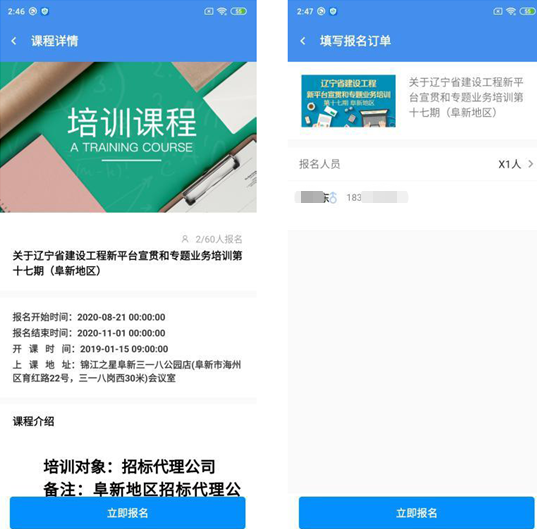 2:46
55
课程详情
培训课程
A TRAINING COURSE
2/60人报名
关于辽宁省建设工程新平台宣贯和专题业务培训第
十七期（阜新地区）
报名开始时间：2020-08-21 00:00:00
报名结束时间：2020-11-01 00:00:00
开 课 时 间：2019-01-15 09:00:00
上 课 地 址：锦江之星阜新三一八公园店(阜新市海州
区育红路22号，三一八岗西30米)会议室
课程介绍
培训对象：招标代理公司
备注：阜新地区招标代理公
立即报名
2:47
55
填写报名订单
辽宁省建设工程
新平台宣贯和专题业务培训
第十七期 阜新地区
关于辽宁省建设工程新平
台宣贯和专题业务培训第
十七期（阜新地区）
报名人员
X1人
东
183
立即报名